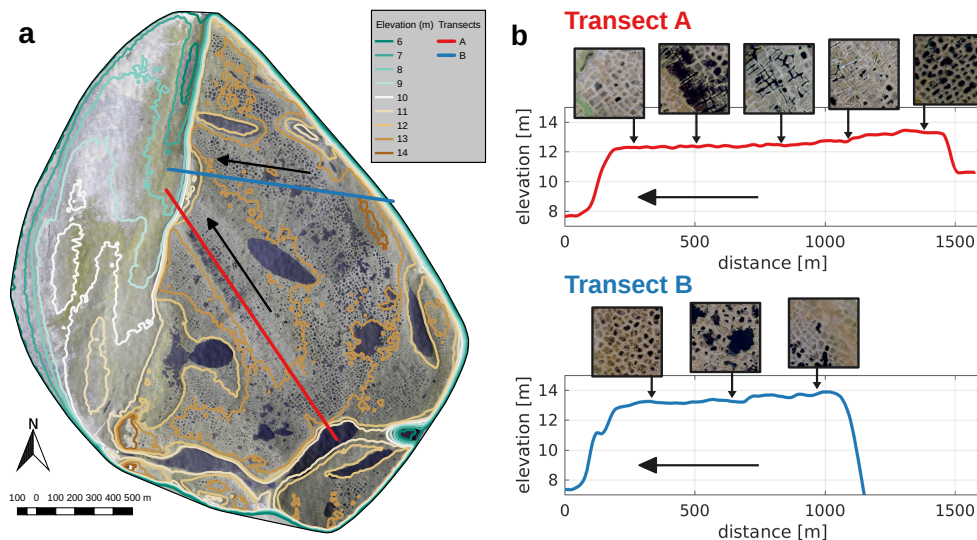 a
Elevation (m) Transects
6 A
7 B
8
9
10
11
12
13
14
N
100 0 100 200 300 400 500 m
b
Transect A
elevation [m]
14
12
10
8
0 500 1000 1500
distance [m]
Transect B
elevation [m]
14
12
10
8
0 500 1000 1500
distance [m]